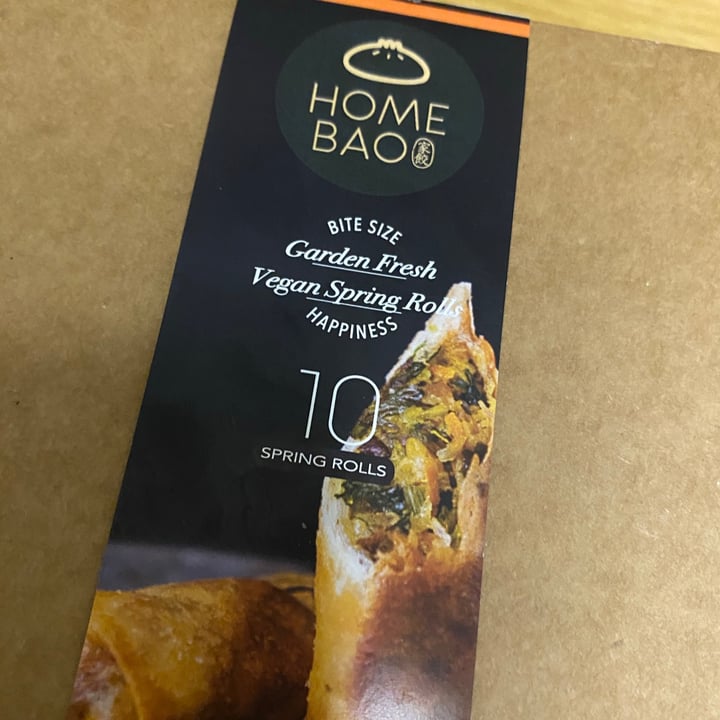 HOME
BAO
BITE SIZE
Garden Fresh
Vegan Spring Rolls
HAPPINESS
10
SPRING ROLLS